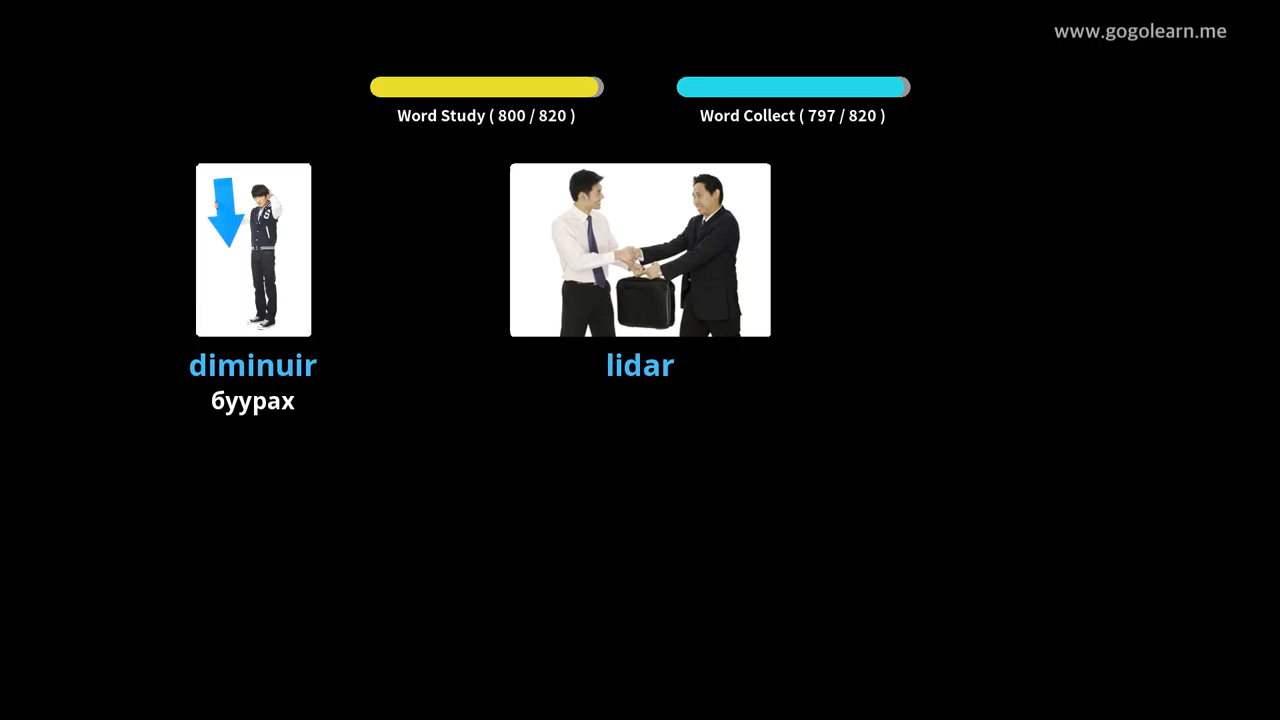 www.gogolearn.me
Word Study ( 800 / 820 )
Word Collect ( 797 / 820 )
S
diminuir
буурах
lidar